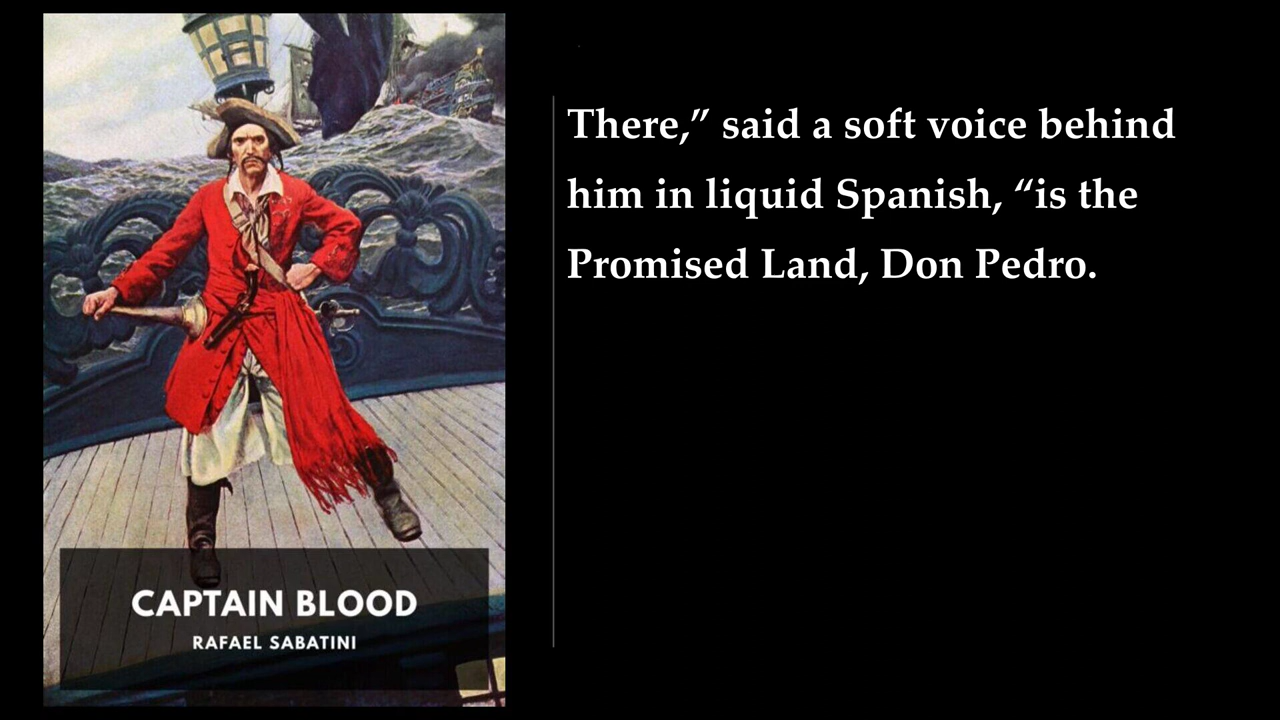 CAPTAIN BLOOD
RAFAEL SABATINI
There,” said a soft voice behind
him in liquid Spanish, “is the
Promised Land, Don Pedro.